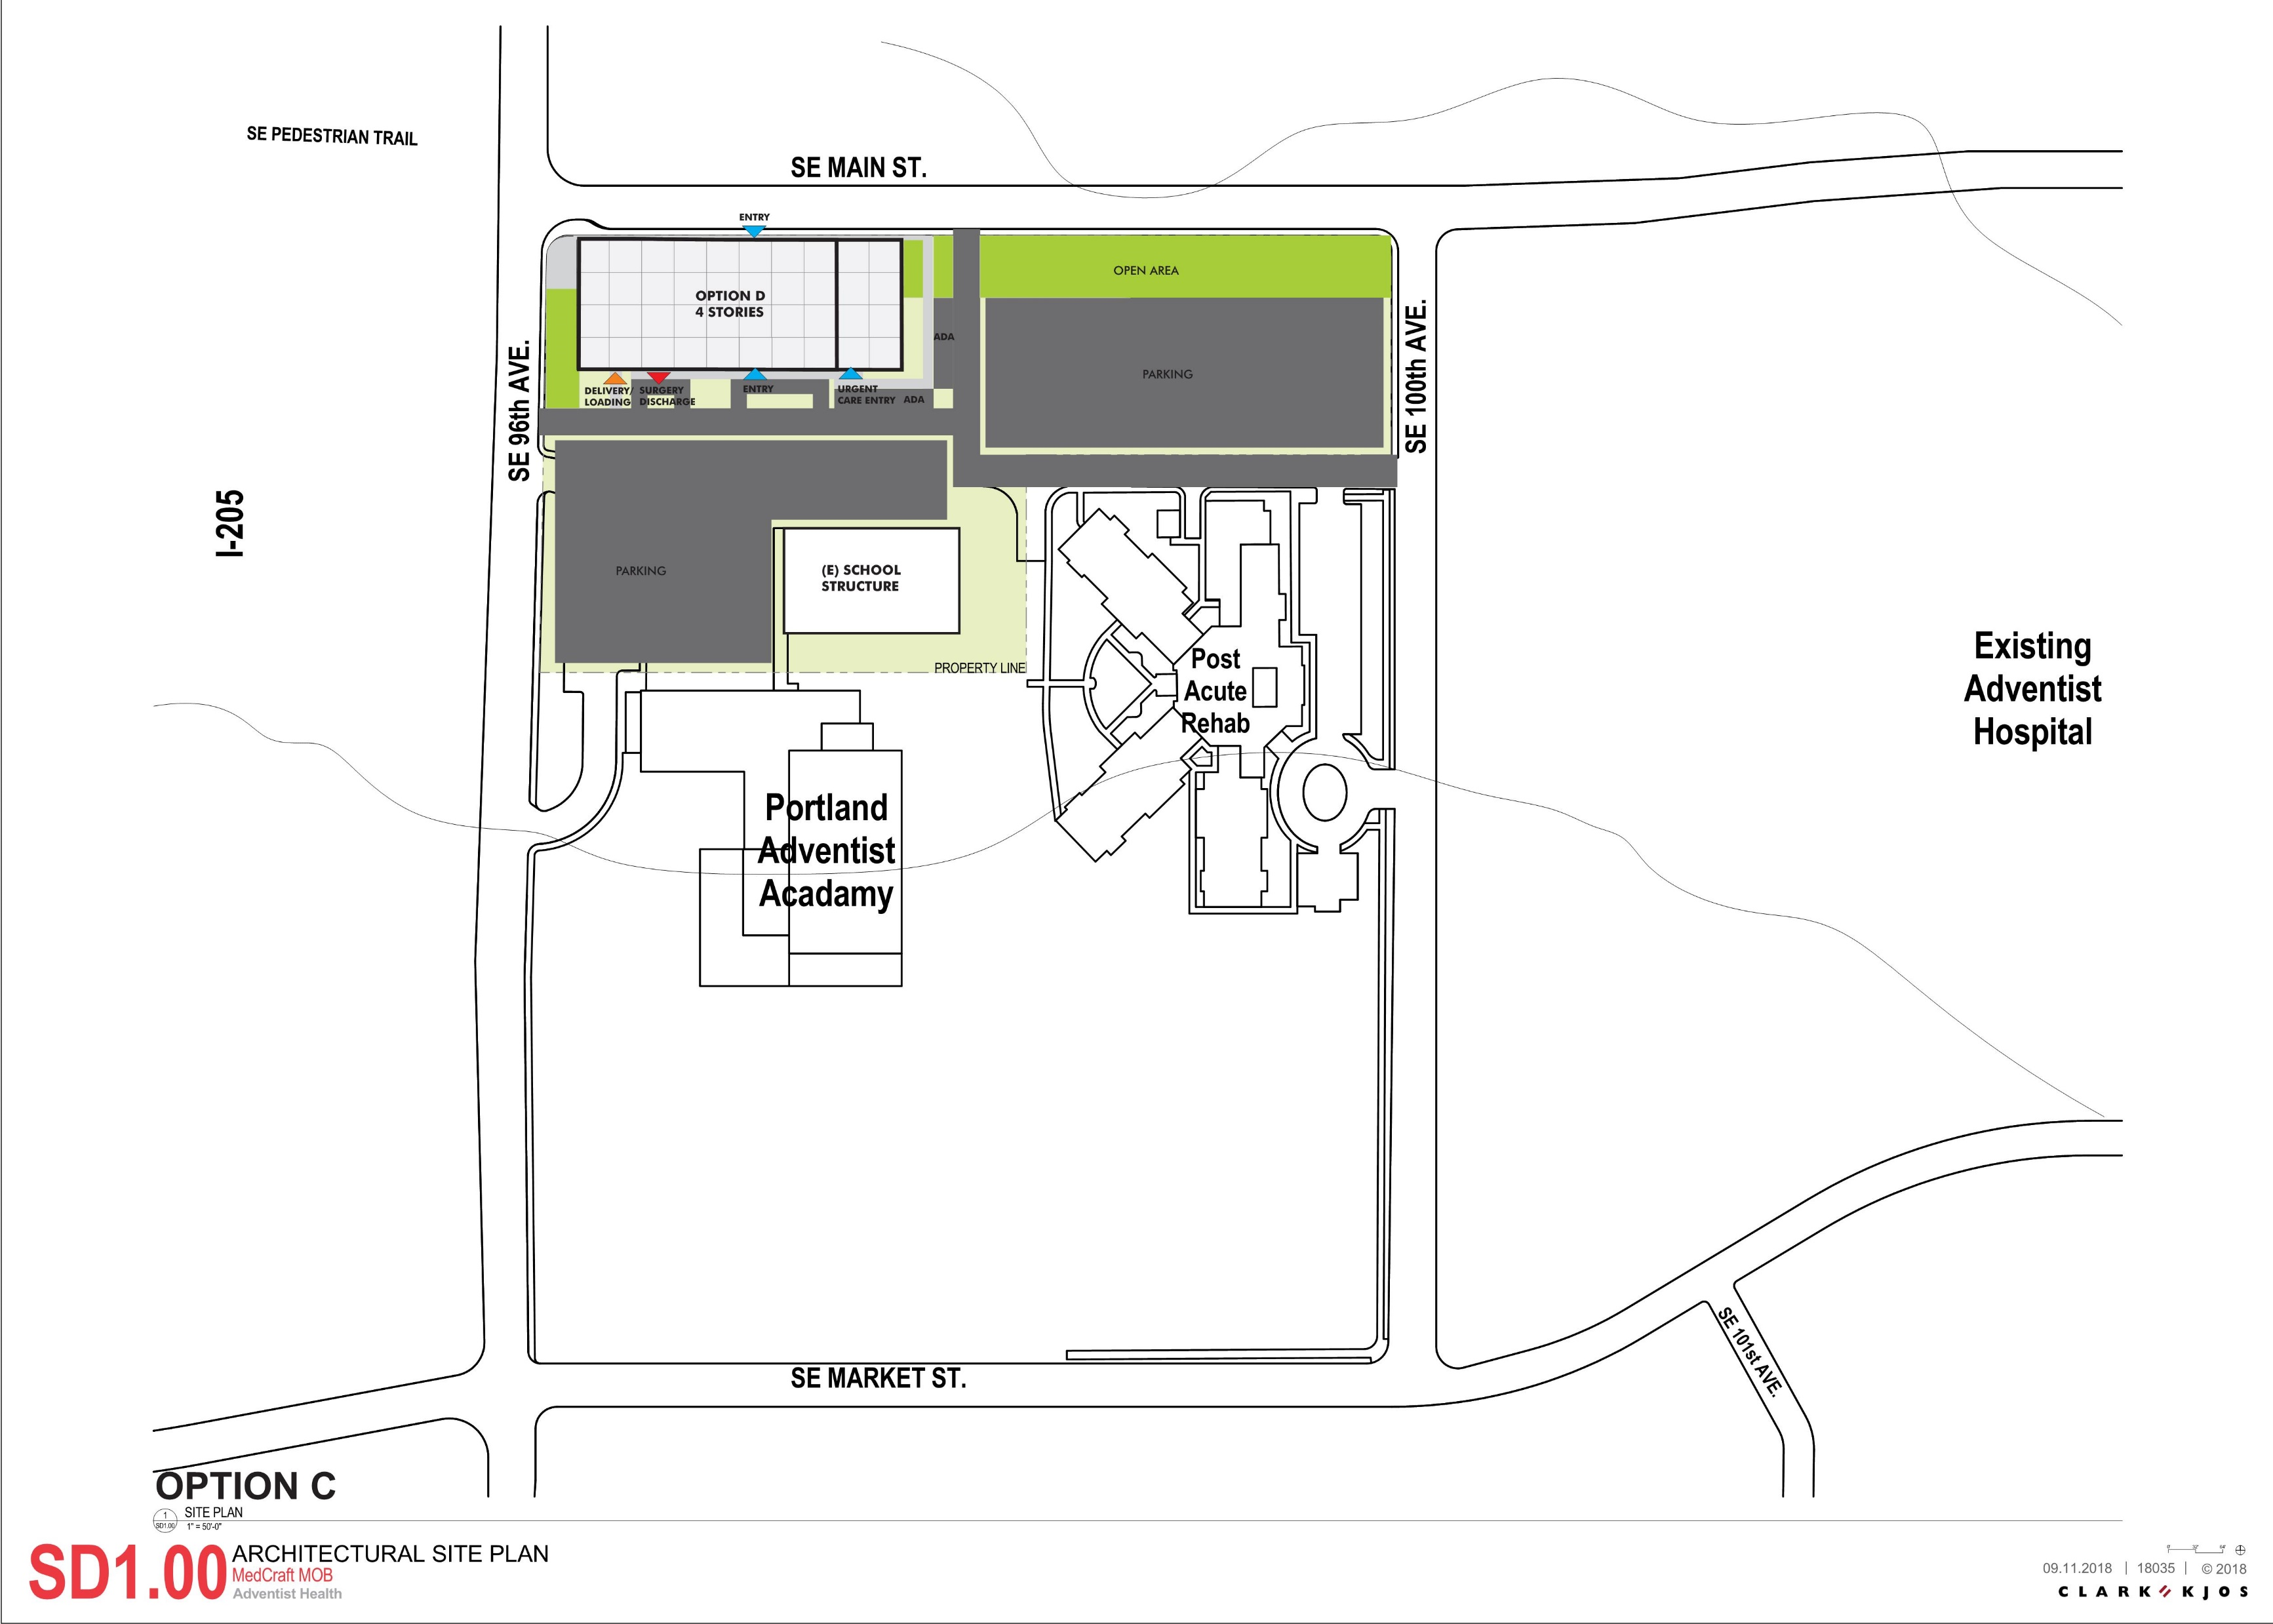 SE PEDESTRIAN TRAIL
SE MAIN ST.
ENTRY
OPEN AREA
OPTION D
4 STORIES
ADA
PARKING
SE 96th AVE.
SE 100th AVE.
DELIVERY/
LOADING
SURGERY
DISCHARGE
ENTRY
URGENT
CARE ENTRY
ADA
I-205
PARKING
(E) SCHOOL
STRUCTURE
PROPERTY LINE
Post
Acute
Rehab
Existing
Adventist
Hospital
Portland
Adventist
Acadamy
SE 101st AVE.
SE MARKET ST.
OPTION C
1
SD1.00
SITE PLAN
1" = 50'-0"
SD1.00
ARCHITECTURAL SITE PLAN
MedCraft MOB
Adventist Health
09.11.2018 | 18035 | © 2018
CLARK KJOS